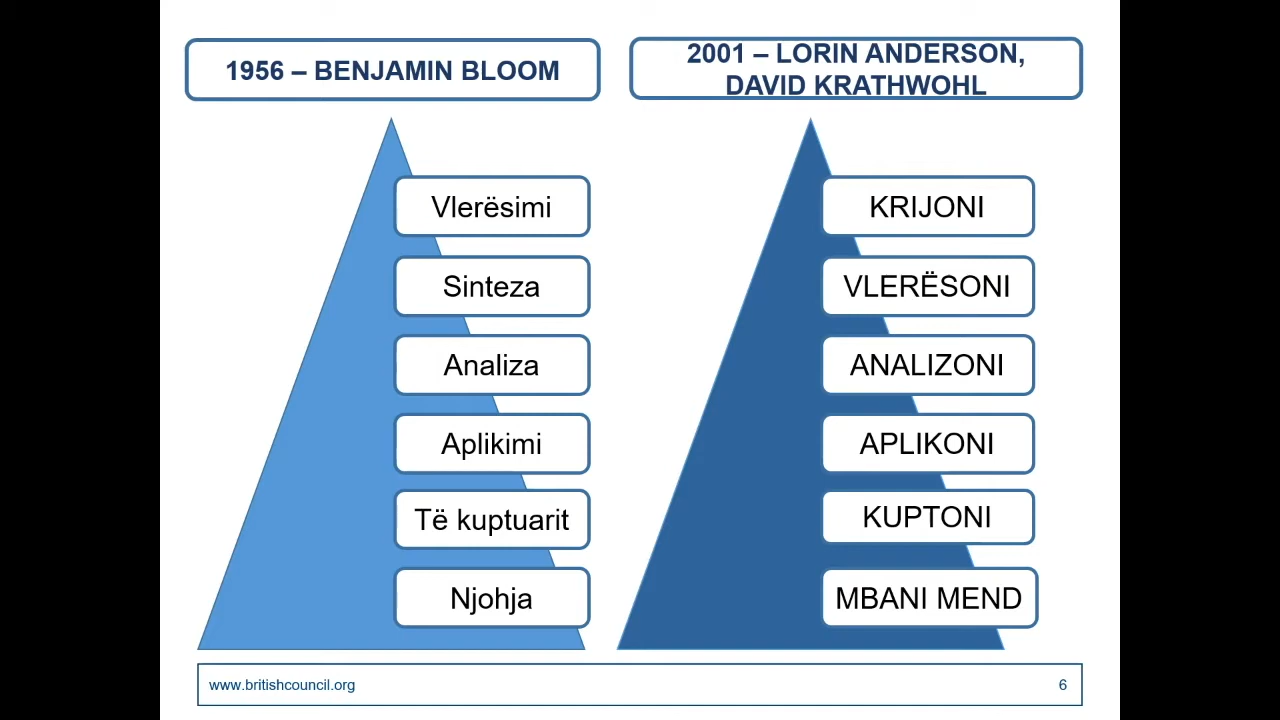 1956 – BENJAMIN BLOOM
Vlerësimi
Sinteza
Analiza
Aplikimi
Të kuptuarit
Njohja
2001 – LORIN ANDERSON,
DAVID KRATHWOHL
KRIJONI
VLERËSONI
ANALIZONI
APLIKONI
KUPTONI
MBANI MEND
www.britishcouncil.org
6